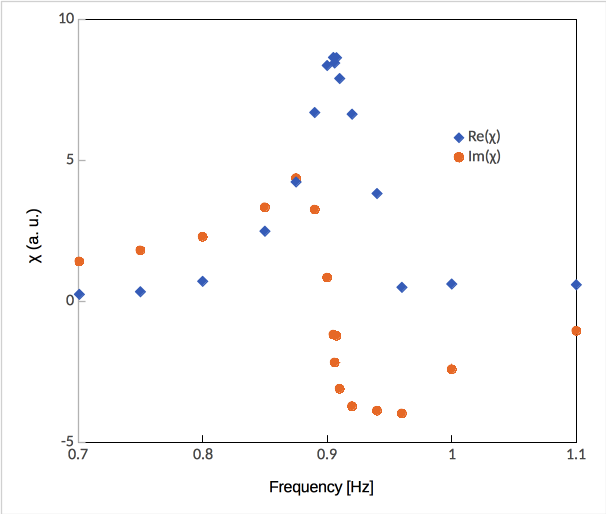 10
5
0
-5
χ (a. u.)
Re(χ)
Im(χ)
0.7 0.8 0.9 1 1.1
Frequency [Hz]